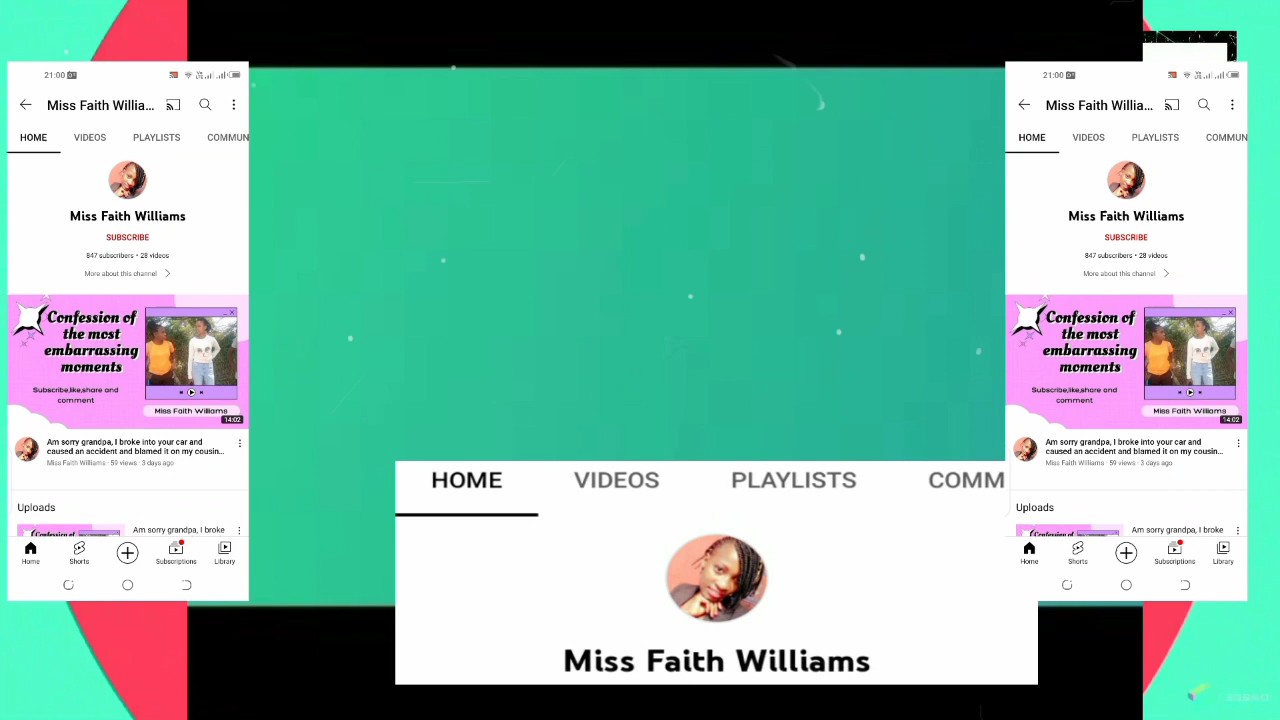 21:00
Miss Faith Willia...
HOME VIDEOS PLAYLISTS COMMUN
Miss Faith Williams
SUBSCRIBE
847 subscribers • 28 videos
More about this channel
Confession of
the most
embarrassing
moments
Subscribe,like,share and
comment
Miss Faith Williams
14:02
Am sorry grandpa, I broke into your car and
caused an accident and blamed it on my cousin...
Miss Faith Williams · 59 views · 3 days ago
Uploads
Confession of
Am sorry grandpa, I broke
Home Shorts Subscriptions Library
HOME VIDEOS PLAYLISTS COMM
Miss Faith Williams
21:00
Miss Faith Willia...
HOME VIDEOS PLAYLISTS COMMUN
Miss Faith Williams
SUBSCRIBE
847 subscribers • 28 videos
More about this channel
Confession of
the most
embarrassing
moments
Subscribe,like,share and
comment
Miss Faith Williams
14:02
Am sorry grandpa, I broke into your car and
caused an accident and blamed it on my cousin...
Miss Faith Williams · 59 views · 3 days ago
Uploads
Confession of
Am sorry grandpa, I broke
Home Shorts Subscriptions Library